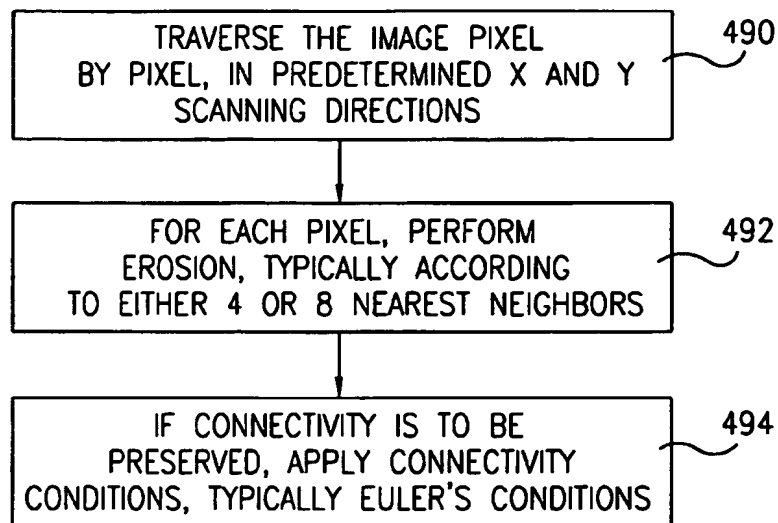 TRAVERSE THE IMAGE PIXEL
BY PIXEL, IN PREDETERMINED X AND Y
SCANNING DIRECTIONS
490
FOR EACH PIXEL, PERFORM
EROSION, TYPICALLY ACCORDING
TO EITHER 4 OR 8 NEAREST NEIGHBORS
492
IF CONNECTIVITY IS TO BE
PRESERVED, APPLY CONNECTIVITY
CONDITIONS, TYPICALLY EULER'S CONDITIONS
494